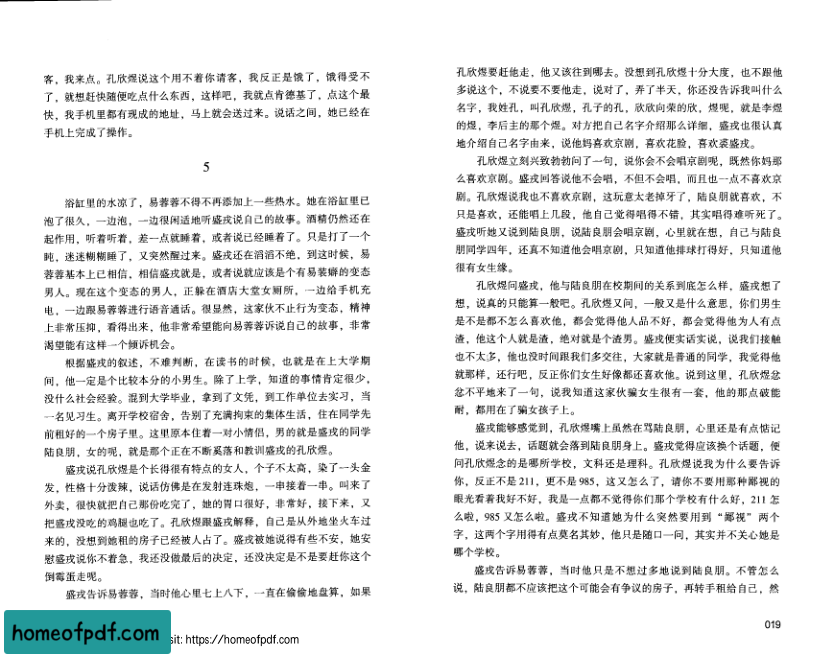 客，我来点。孔欣煜说这个用不着你请客，我反正是饿了，饿得受不
了，就想赶快随便吃点什么东西，这样吧，我就点肯德基了，点这个最
快，我手机里都有现成的地址，马上就会送过来。说话之间，她已经在
手机上完成了操作。
5
浴缸里的水凉了，易蓉蓉不得不再添加上一些热水。她在浴缸里已
泡了很久，一边泡，一边很闲适地听盛戎说自己的故事。酒精仍然还在
起作用，听着听着，差一点就睡着，或者说已经睡着了。只是打了一个
盹，迷迷糊糊睡了，又突然醒过来。盛戎还在滔滔不绝，到这时候，易
蓉蓉基本上已相信，相信盛戎就是，或者说就应该是个有易装癖的变态
男人。现在这个变态的男人，正躲在酒店大堂女厕所，一边给手机充
电，一边跟易蓉蓉进行语音通话。很显然，这家伙不止行为变态，精神
上非常压抑，看得出来，他非常希望能向易蓉蓉诉说自己的故事，非常
渴望能有这样一个倾诉机会。
根据盛戎的叙述，不难判断，在读书的时候，也就是在上大学期
间，他一定是个比较本分的小男生。除了上学，知道的事情肯定很少，
没什么社会经验。混到大学毕业，拿到了文凭，到工作单位去实习，当
一名见习生。离开学校宿舍，告别了充满拘束的集体生活，住在同学先
前租好的一个房子里。这里原本住着一对小情侣，男的就是盛戎的同学
陆良朋，女的呢，就是那个正在不断奚落和教训盛戎的孔欣煜。
盛戎说孔欣煜是个长得很有特点的女人，个子不太高，染了一头金
发，性格十分泼辣，说话仿佛是在发射连珠炮，一串接着一串。叫来了
外卖，很快就把自己那份吃完了，她的胃口很好，非常好，接下来，又
把盛戎没吃的鸡腿也吃了。孔欣煜跟盛戎解释，自己是从外地坐火车过
来的，没想到她租的房子已经被人占了。盛戎被她说得有些不安，她安
慰盛戎说你不着急，我还没做最后的决定，还没决定是不是要赶你这个
倒霉蛋走呢。
盛戎告诉易蓉蓉，当时他心里七上八下，一直在偷偷地盘算，如果
孔欣煜要赶他走，他又该往到哪去。没想到孔欣煜十分大度，也不跟他
多说这个，不说要不要他走，说对了，弄了半天，你还没告诉我叫什么
名字，我姓孔，叫孔欣煜，孔子的孔，欣欣向荣的欣，煜呢，就是李煜
的煜，李后主的那个煜。对方把自己名字介绍那么详细，盛戎也很认真
地介绍自己名字由来，说他妈喜欢京剧，喜欢花脸，喜欢裘盛戎。
孔欣煜立刻兴致勃勃问了一句，说你会不会唱京剧呢，既然你妈那
么喜欢京剧。盛戎回答说他不会唱，不但不会唱，而且也一点不喜欢京
剧。孔欣煜说我也不喜欢京剧，这玩意太老掉牙了，陆良朋就喜欢，不
只是喜欢，还能唱上几段，他自己觉得唱得不错，其实唱得难听死了。
盛戎听她又说到陆良朋，说陆良朋会唱京剧，心里就在想，自己与陆良
朋同学四年，还真不知道他会唱京剧，只知道他排球打得好，只知道他
很有女生缘。
孔欣煜问盛戎，他与陆良朋在校期间的关系到底怎么样，盛戎想了
想，说真的只能算一般吧。孔欣煜又问，一般又是什么意思，你们男生
是不是都不怎么喜欢他，都会觉得他人品不好，都会觉得他为人有点
渣，他这个人就是渣，绝对就是个渣男。盛戎便实话实说，说我们接触
也不太多，他也没时间跟我们多交往，大家就是普通的同学，我觉得他
就那样，还行吧，反正你们女生好像都还喜欢他。说到这里，孔欣煜忿
忿不平地来了一句，说我知道这家伙骗女生很有一套，他的那点破能
耐，都用在了骗女孩子上。
盛戎能够感觉到，孔欣煜嘴上虽然在骂陆良朋，心里还是有点惦记
他，说来说去，话题就会落到陆良朋身上。盛戎觉得应该换个话题，便
问孔欣煜念的是哪所学校，文科还是理科。孔欣煜说我为什么要告诉
你，反正不是 211，更不是 985，这又怎么了，请你不要用那种鄙视的
眼光看着我好不好，我是一点都不觉得你们那个学校有什么好，211 怎
么啦，985 又怎么啦。盛戎不知道她为什么突然要用到“鄙视”两个
字，这两个字用得有点莫名其妙，他只是随口一问，其实并不关心她是
哪个学校。
盛戎告诉易蓉蓉，当时他只是不想过多地说到陆良朋。不管怎么
说，陆良朋都不应该把这个可能会有争议的房子，再转手租给自己，然
019
homeofpdf.com
sit: https://homeofpdf.com